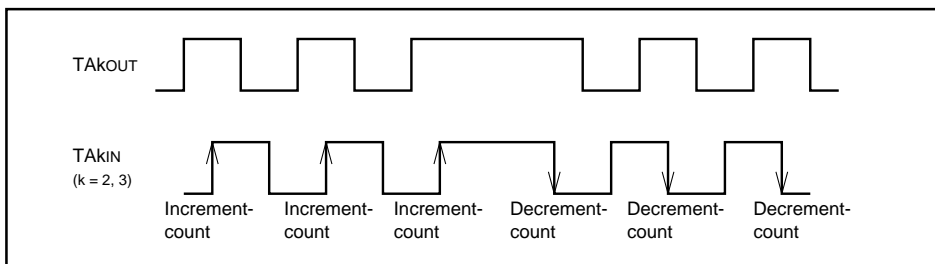 TAkOUT
TAkIN
(k = 2, 3)
Increment-
count
Increment-
count
Increment-
count
Decrement-
count
Decrement-
count
Decrement-
count